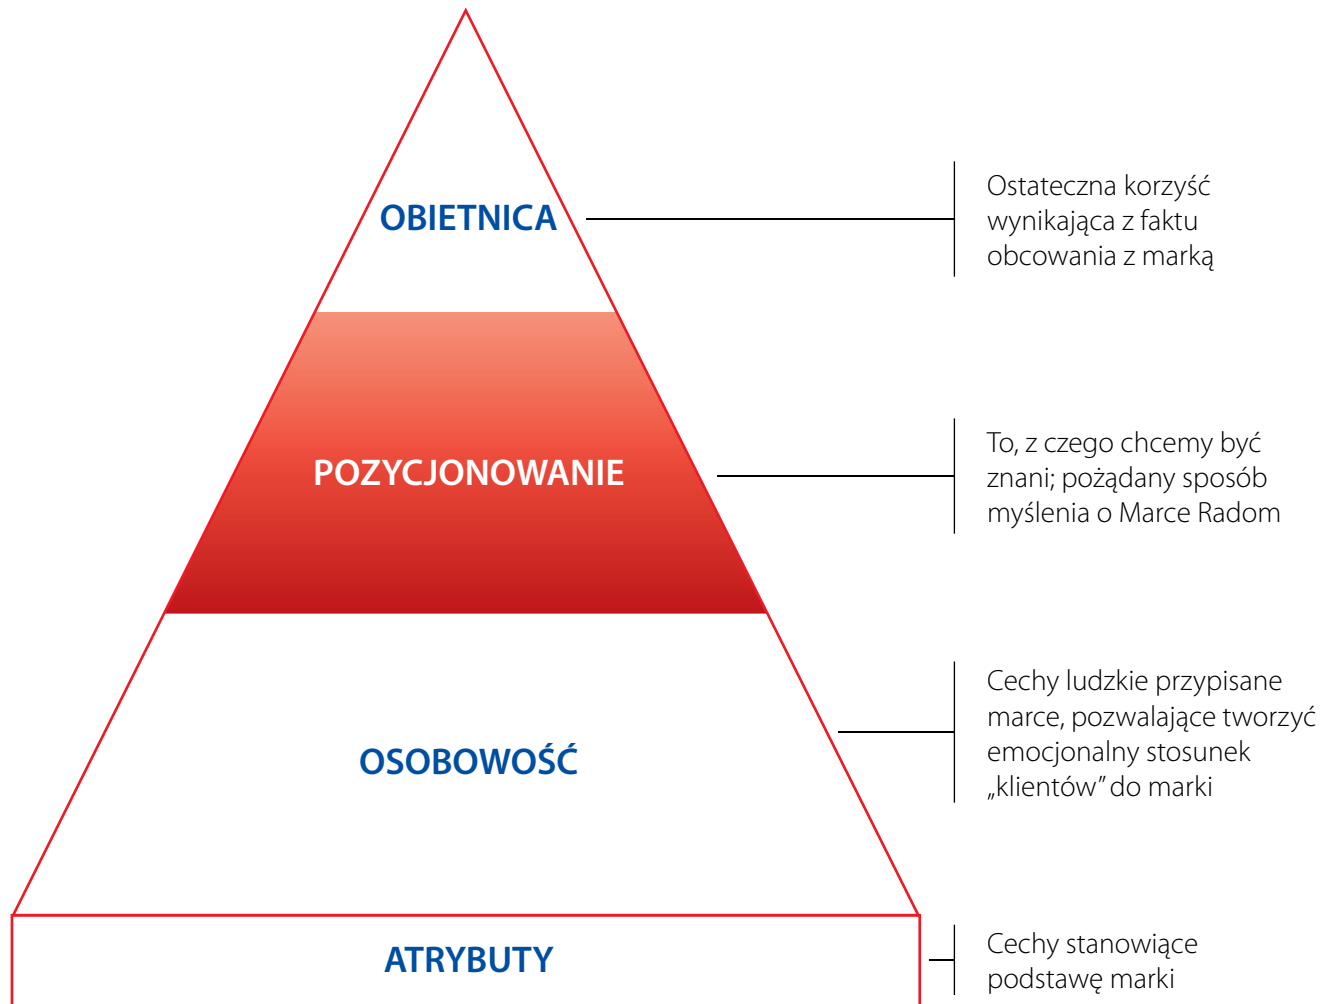 OBIETNICA
Ostateczna korzyść
wynikająca z faktu
obcowania z marką
POZYCJONOWANIE
To, z czego chcemy być
znani; pożądany sposób
myślenia o Marce Radom
OSOBOWOŚĆ
Cechy ludzkie przypisane
marce, pozwalające tworzyć
emocjonalny stosunek
„klientów” do marki
ATRYBUTY
Cechy stanowiące
podstawę marki